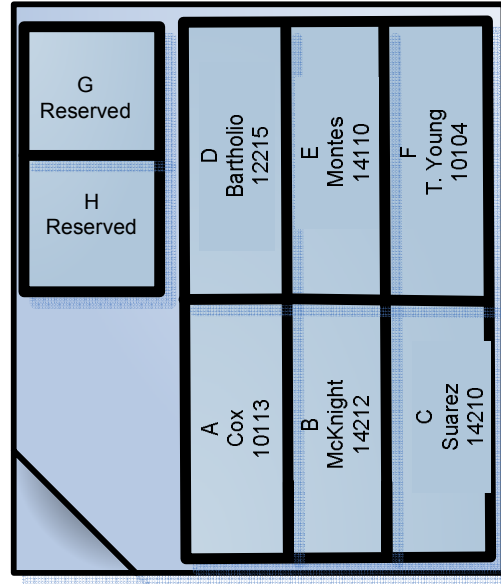 G
Reserved
H
Reserved
D
Bartholio
12215
E
Montes
14110
F
T. Young
10104
A
Cox
10113
B
McKnight
14212
C
Suarez
14210